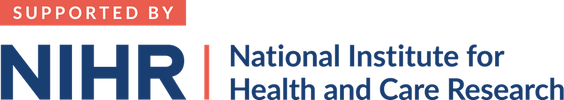 SUPPORTED BY
NIHR
National Institute for
Health and Care Research